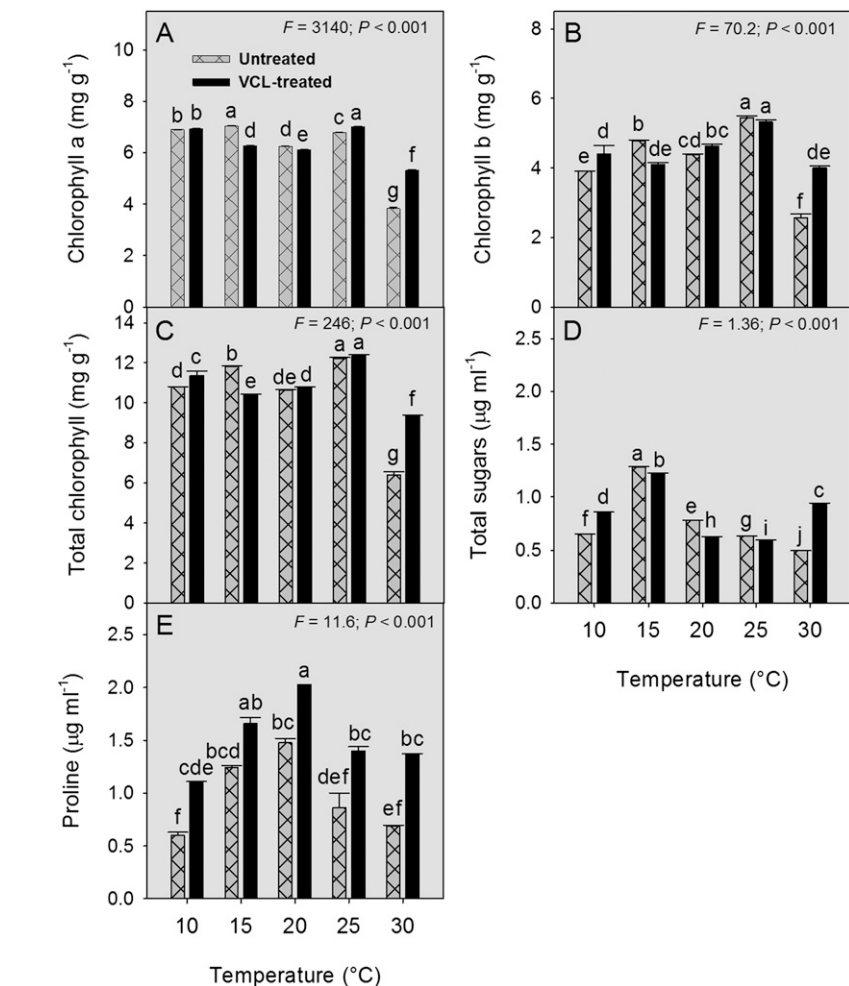 A
F = 3140; P < 0.001
Untreated
VCL-treated
Chlorophyll a (mg g⁻¹)
10
8
6
4
2
0
b b a d d e c a g f
B
F = 70.2; P < 0.001
Chlorophyll b (mg g⁻¹)
8
6
4
2
0
e d b de cd bc a a f de
C
F = 246; P < 0.001
Total chlorophyll (mg g⁻¹)
14
12
10
8
6
4
2
0
d c b e de d a a g f
D
F = 1.36; P < 0.001
Total sugars (µg ml⁻¹)
2.5
2.0
1.5
1.0
0.5
0.0
f d a b e h g i j c
10 15 20 25 30
Temperature (°C)
E
F = 11.6; P < 0.001
Proline (µg ml⁻¹)
2.5
2.0
1.5
1.0
0.5
0.0
f cde bcd ab bc a def bc ef bc
10 15 20 25 30
Temperature (°C)